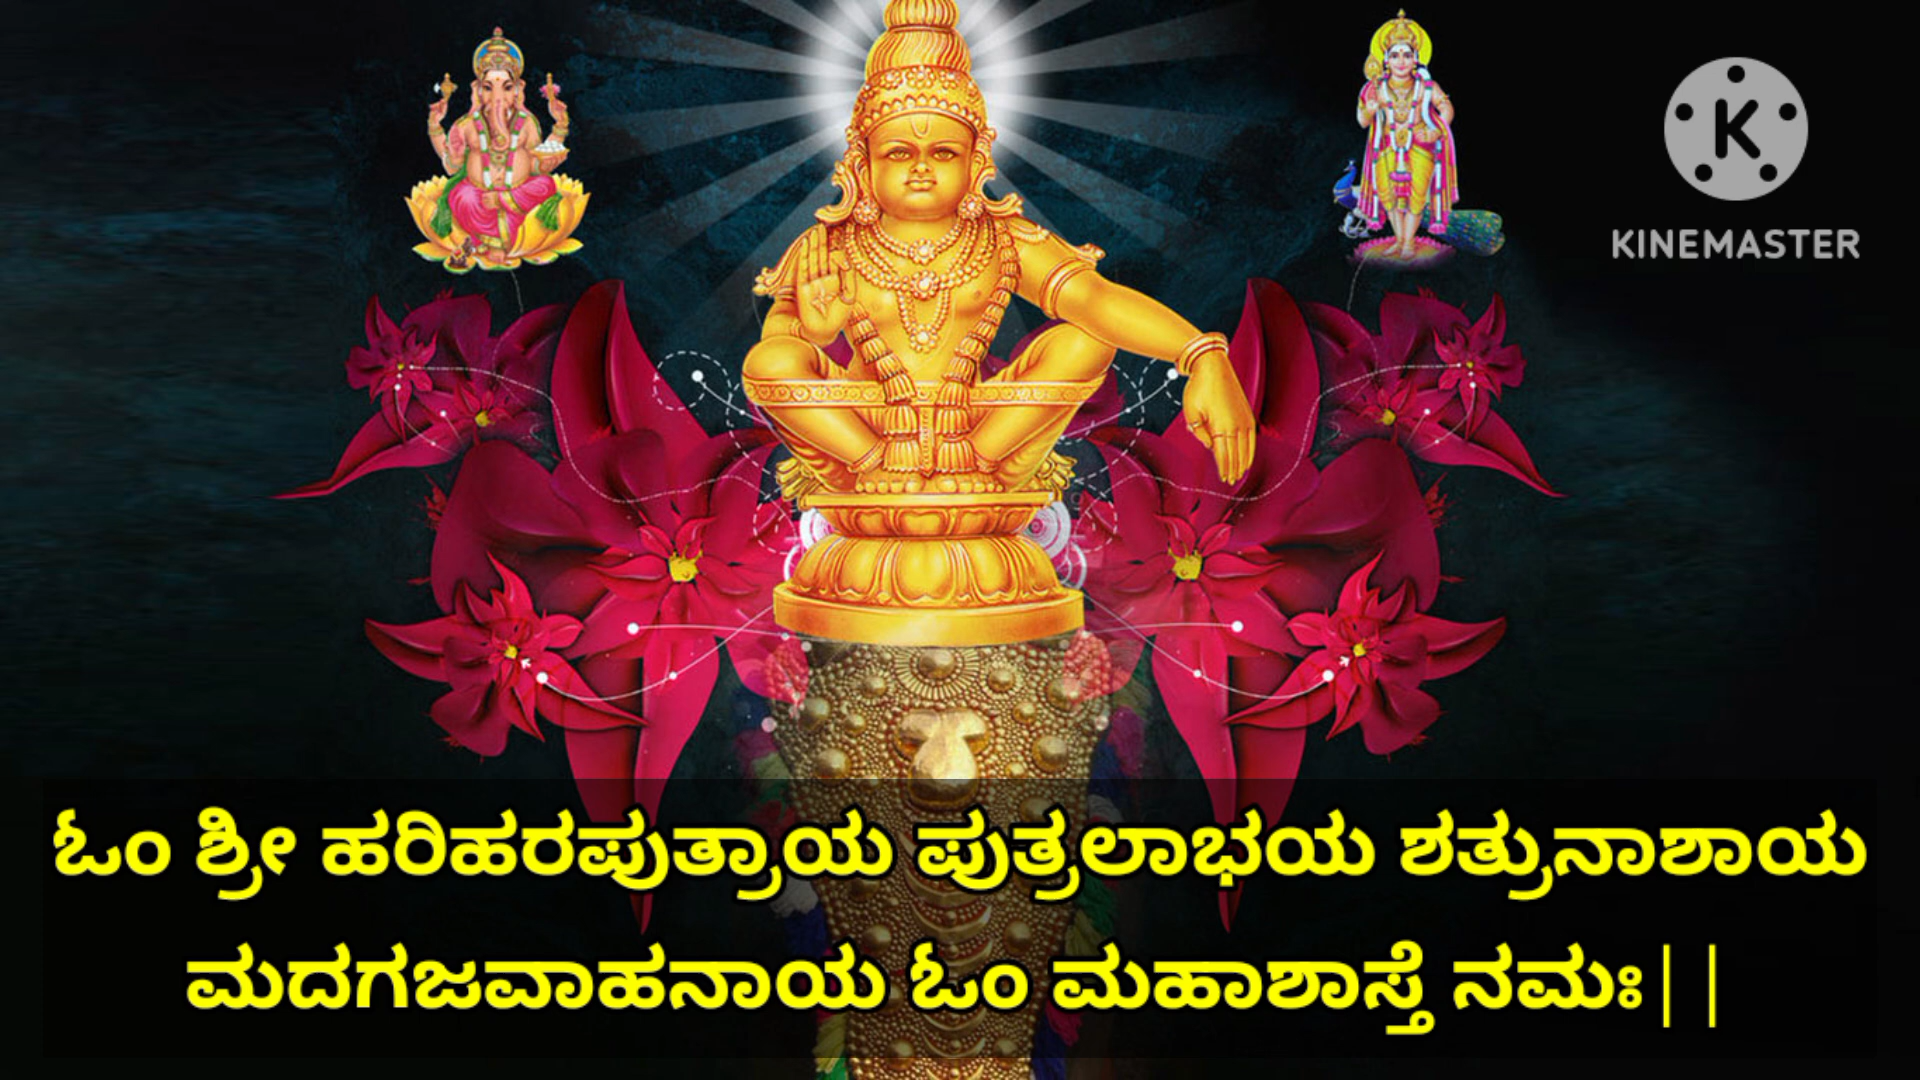 KINEMASTER
ಓಂ ಶ್ರೀ ಹರಿಹರಪುತ್ರಾಯ ಪುತ್ರಲಾಭಯ ಶತ್ರುನಾಶಾಯ
ಮದಗಜವಾಹನಾಯ ಓಂ ಮಹಾಶಾಸ್ತೆ ನಮಃ||